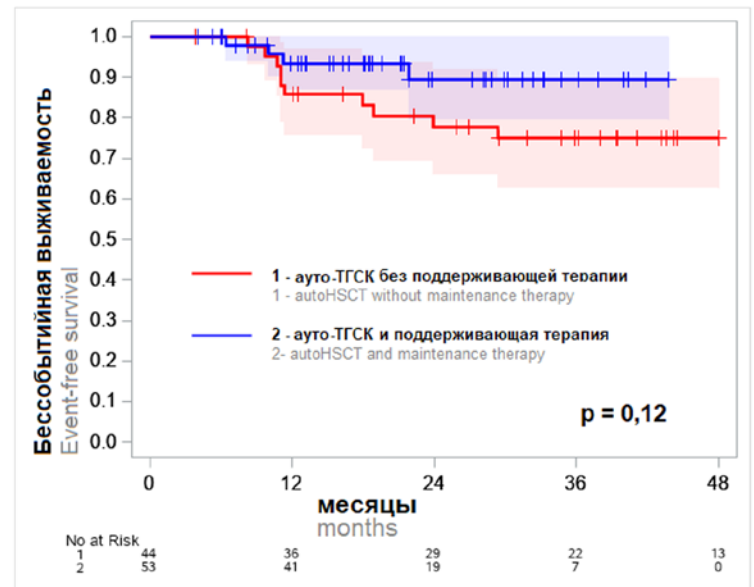 Бессобытийная выживаемость
Event-free survival
1.0
0.9
0.8
0.7
0.6
0.5
0.4
0.3
0.2
0.1
0.0
1 - ауто-ТГСК без поддерживающей терапии
1 - autoHSCT without maintenance therapy
2 - ауто-ТГСК и поддерживающая терапия
2- autoHSCT and maintenance therapy
p = 0,12
0 12 24 36 48
месяцы
months
No at Risk
1 44 36 29 22 13
2 53 41 19 7 0